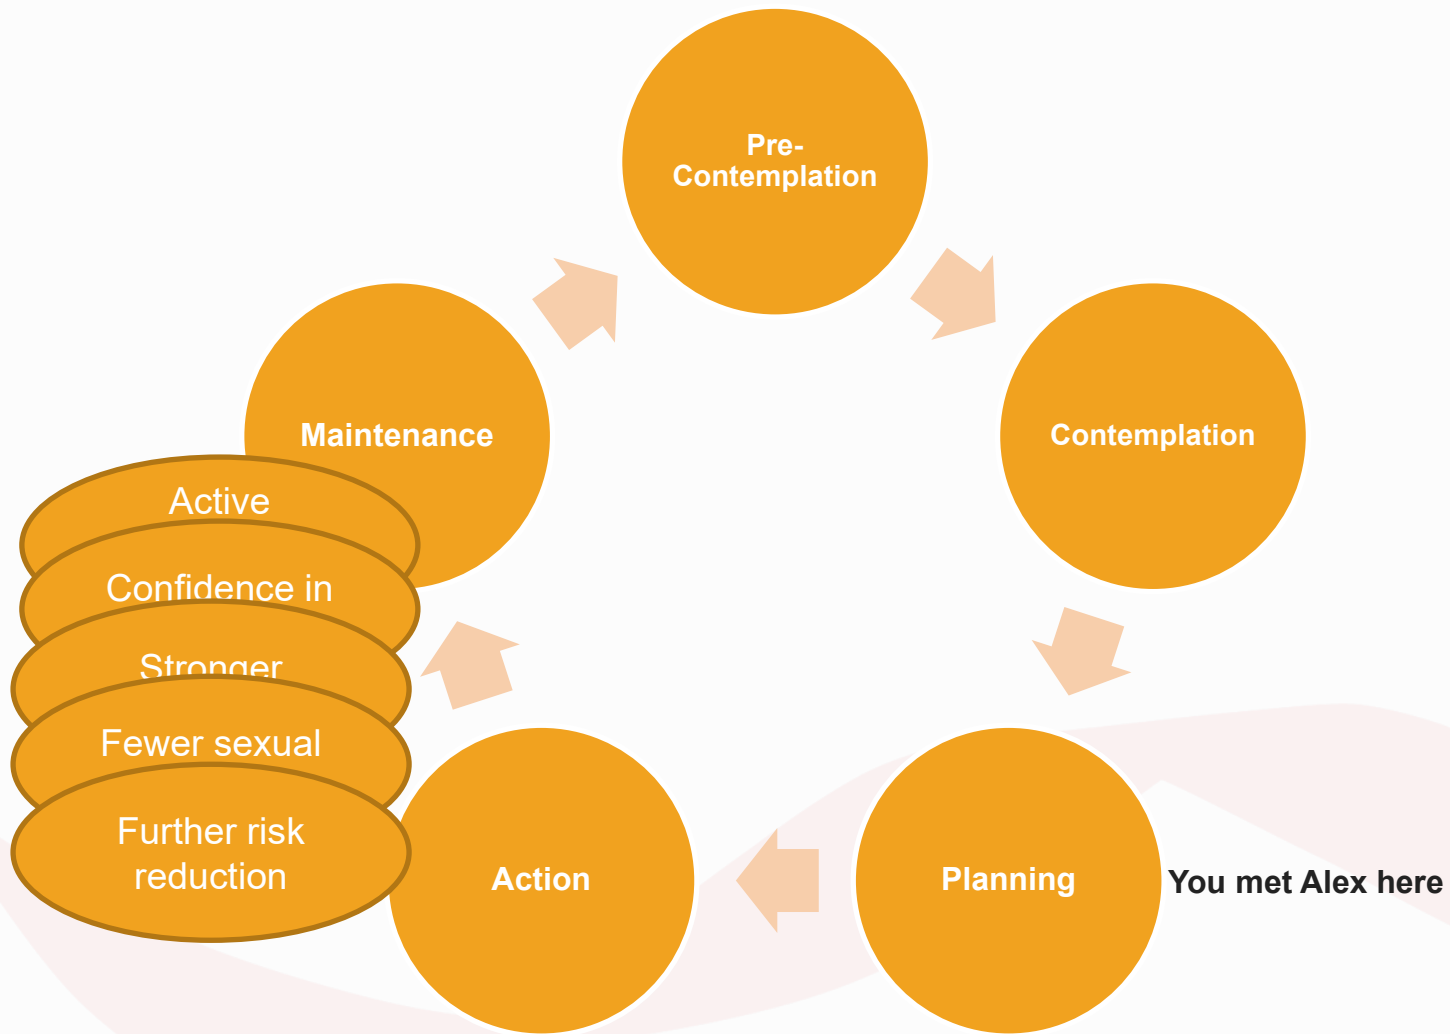 Pre-
Contemplation
Maintenance
Contemplation
Active
Confidence in
Stronger
Fewer sexual
Further risk
reduction
Action
Planning
You met Alex here